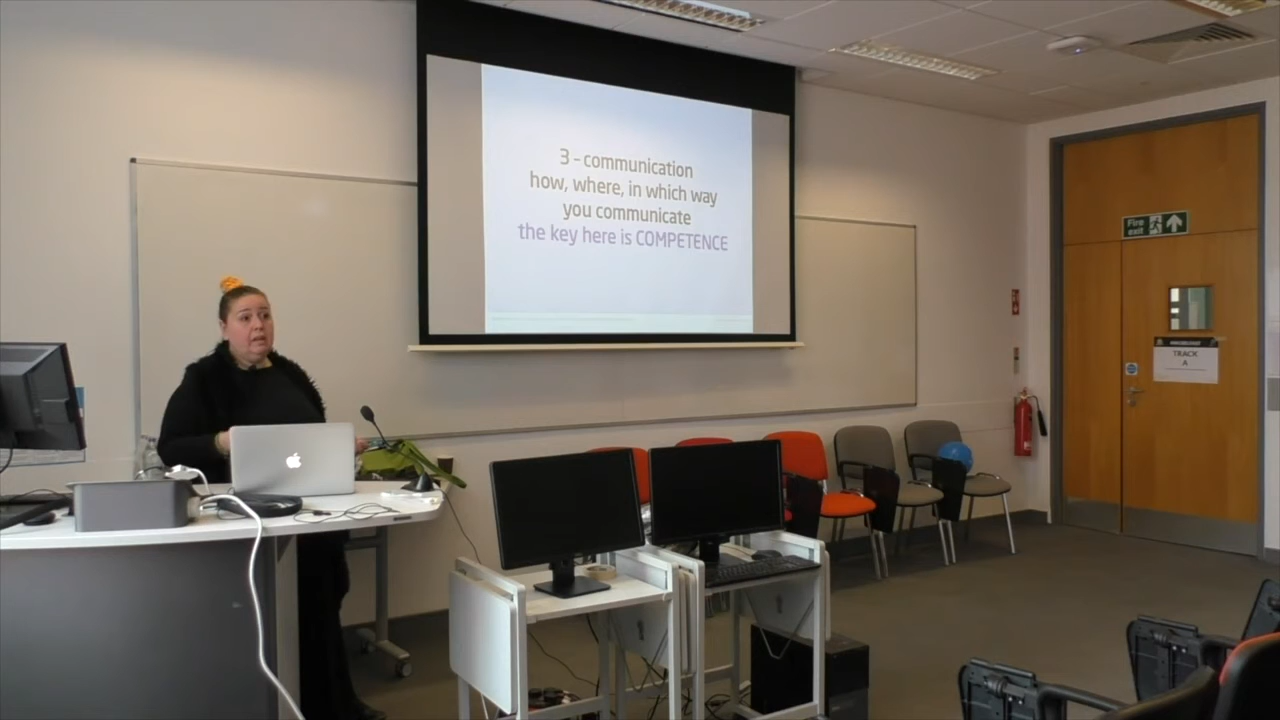 3 - communication
how, where, in which way
you communicate
the key here is COMPETENCE
Fire
exit
TRACK
A